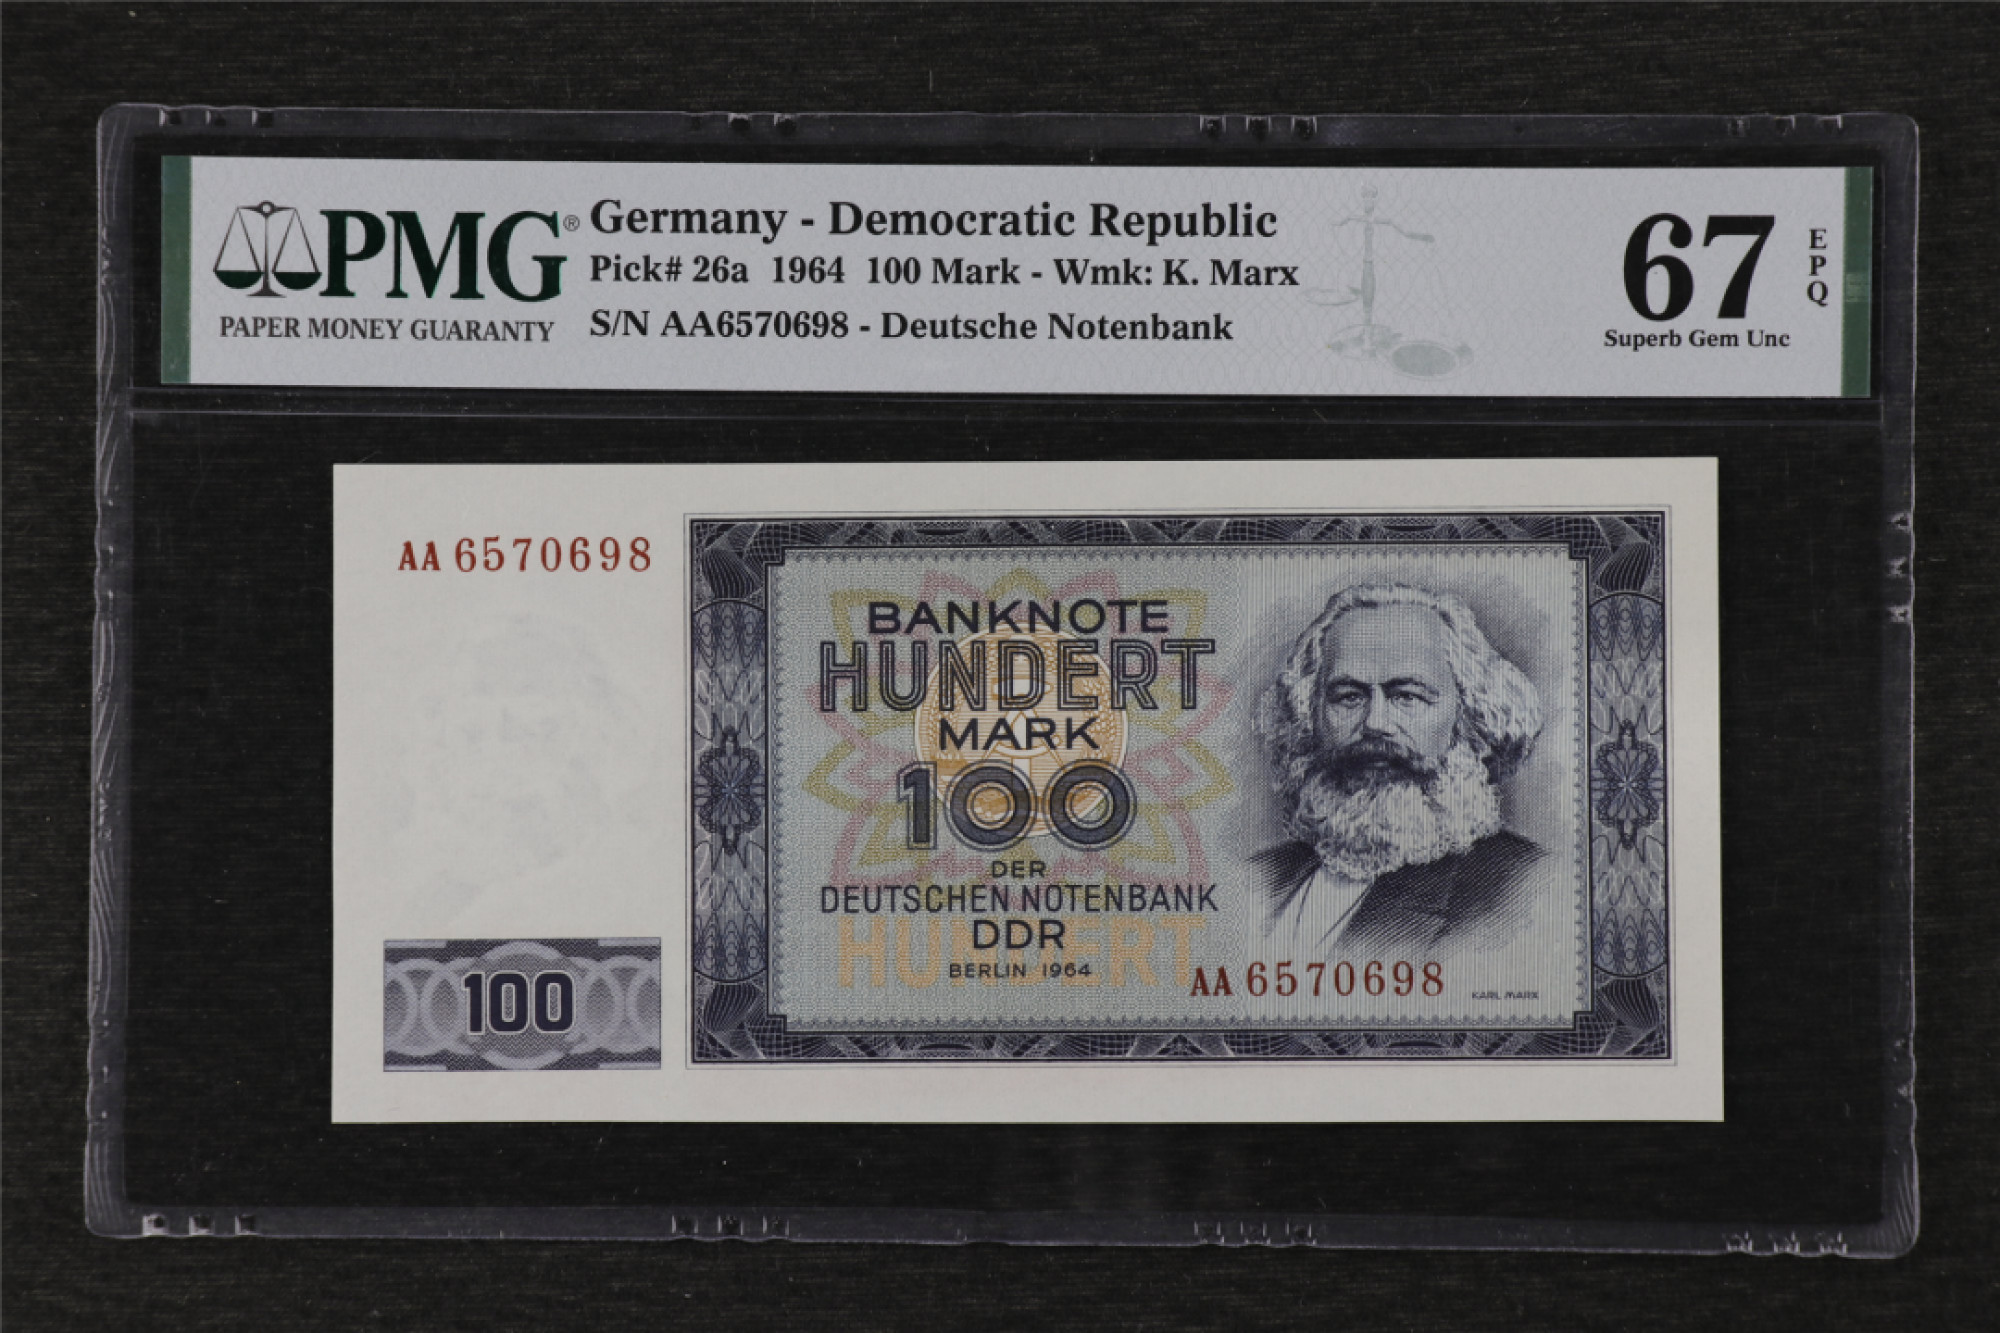 PMG®
PAPER MONEY GUARANTY
Germany - Democratic Republic
Pick# 26a 1964 100 Mark - Wmk: K. Marx
S/N AA6570698 - Deutsche Notenbank
67
EPQ
Superb Gem Unc
AA 6570698
BANKNOTE
HUNDERT
MARK
100
DER
DEUTSCHEN NOTENBANK
DDR
HUNDERT
BERLIN 1964
AA 6570698
KARL MARX
100